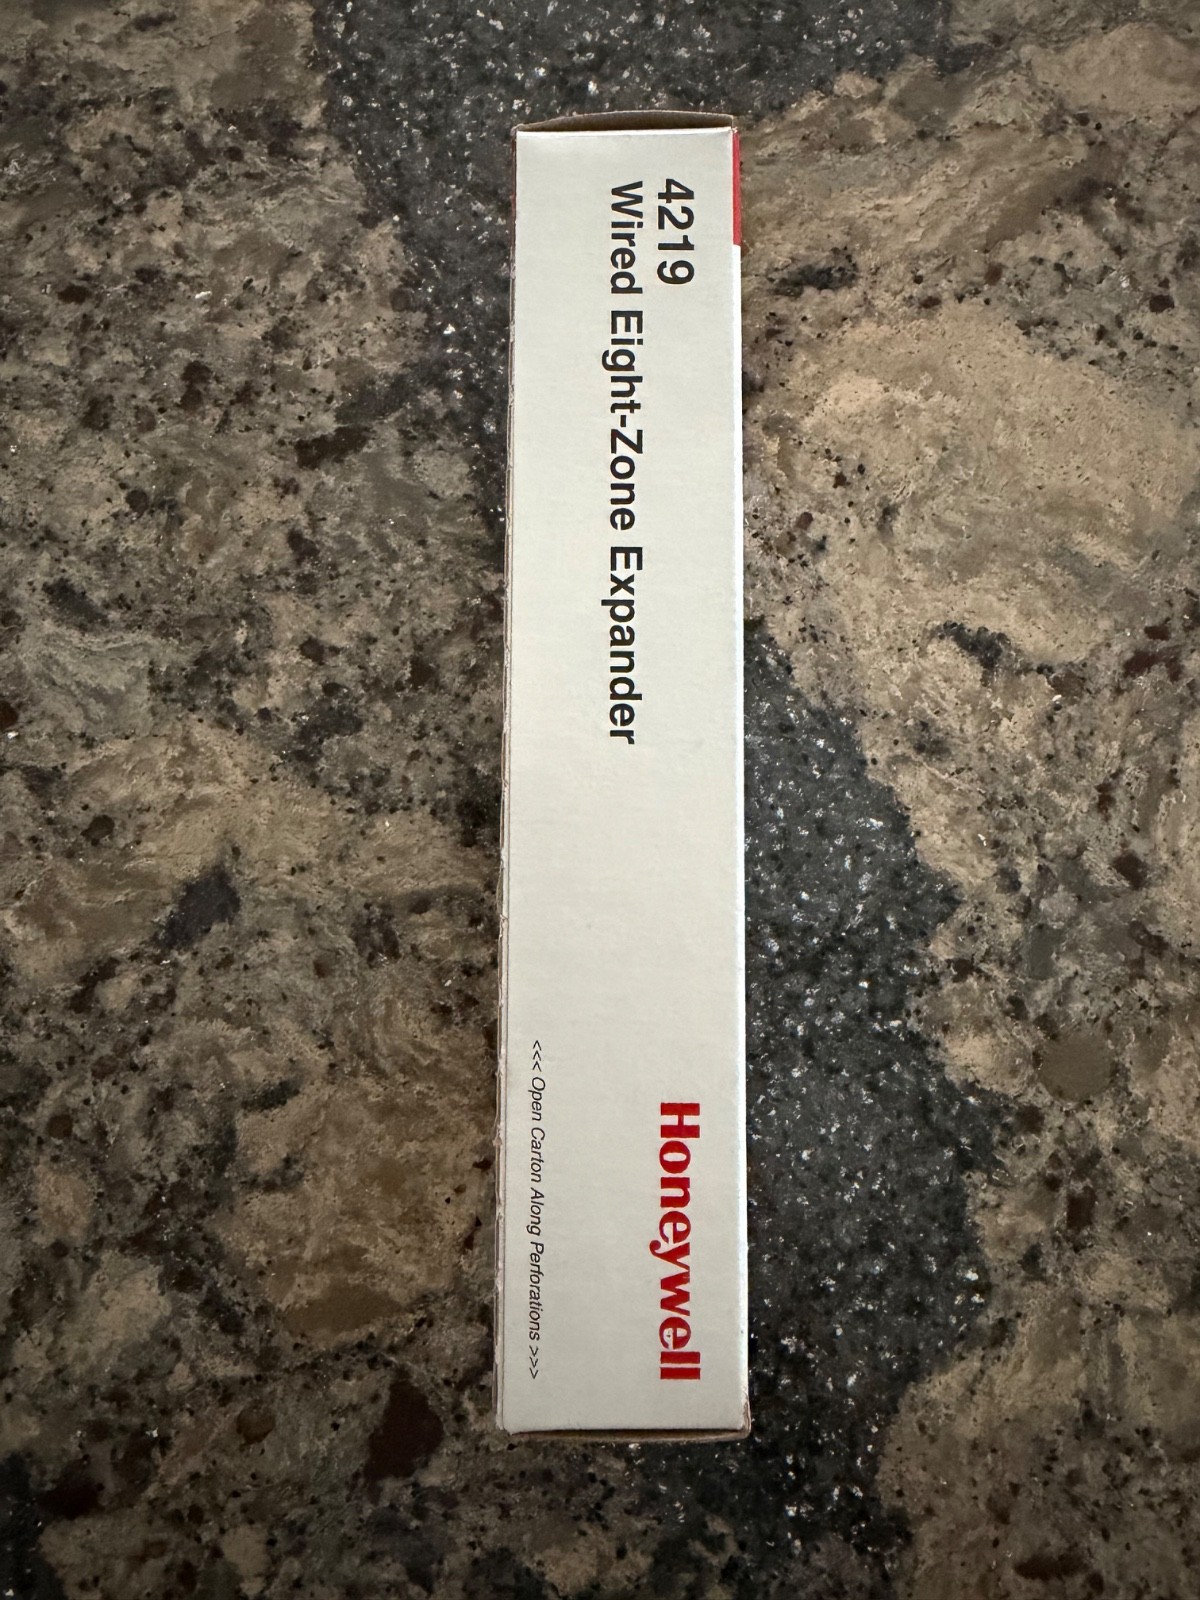 4219
Wired Eight-Zone Expander
Honeywell
<<< Open Carton Along Perforations >>>